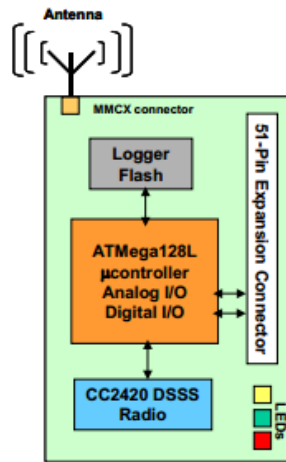 Antenna
MMCX connector
Logger
Flash
51-Pin Expansion Connector
ATMega128L
µcontroller
Analog I/O
Digital I/O
CC2420 DSSS
Radio
LEDs